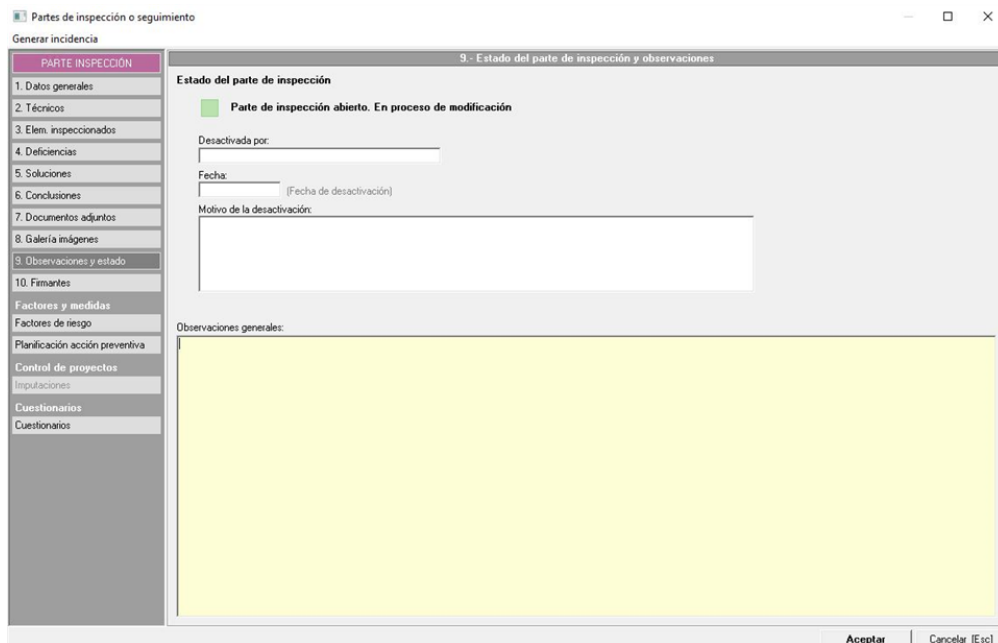 Partes de inspección o seguimiento
Generar incidencia
PARTE INSPECCIÓN
1. Datos generales
2. Técnicos
3. Elem. inspeccionados
4. Deficiencias
5. Soluciones
6. Conclusiones
7. Documentos adjuntos
8. Galería imágenes
9. Observaciones y estado
10. Firmantes
Factores y medidas
Factores de riesgo
Planificación acción preventiva
Control de proyectos
Imputaciones
Cuestionarios
Cuestionarios
9.- Estado del parte de inspección y observaciones
Estado del parte de inspección
Parte de inspección abierto. En proceso de modificación
Desactivada por:
Fecha:
(Fecha de desactivación)
Motivo de la desactivación:
Observaciones generales:
Aceptar
Cancelar [Esc]